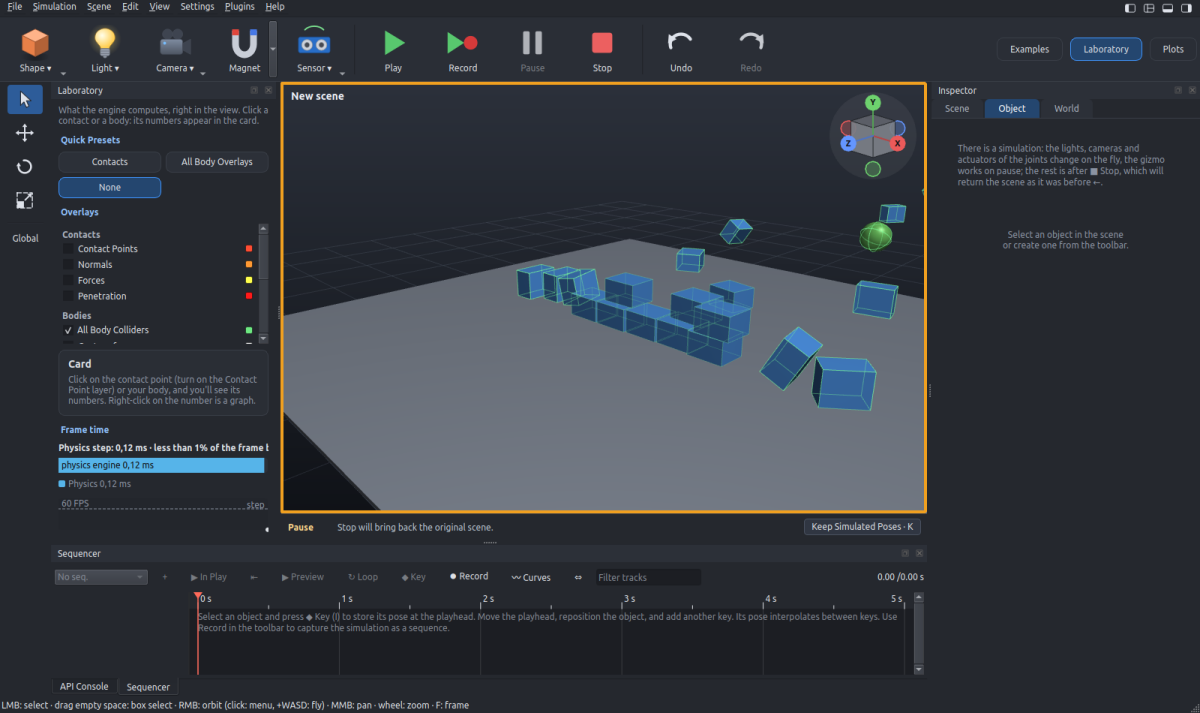 File Simulation Scene Edit View Settings Plugins Help
Shape ▾ Light ▾ Camera ▾ Magnet Sensor ▾ Play Record Pause Stop Undo Redo
Examples Laboratory Plots
Laboratory
What the engine computes, right in the view. Click a
contact or a body: its numbers appear in the card.
Quick Presets
Contacts All Body Overlays
None
Overlays
Contacts
Contact Points
Normals
Forces
Penetration
Bodies
✓ All Body Colliders
Card
Click on the contact point (turn on the Contact
Point layer) or your body, and you'll see its
numbers. Right-click on the number is a graph.
Frame time
Physics step: 0,12 ms · less than 1% of the frame b
physics engine 0,12 ms
Physics 0,12 ms
60 FPS step
Global
New scene
Y
Z X
Pause Stop will bring back the original scene. Keep Simulated Poses · K
Inspector
Scene Object World
There is a simulation: the lights, cameras and
actuators of the joints change on the fly, the gizmo
works on pause; the rest is after ■ Stop, which will
return the scene as it was before ←.
Select an object in the scene
or create one from the toolbar.
Sequencer
No seq. + ▶ In Play ⇤ ▶ Preview ↻ Loop ◆ Key ● Record Curves ⇔ Filter tracks 0.00 /0.00 s
0 s 1 s 2 s 3 s 4 s 5 s
Select an object and press ◆ Key (I) to store its pose at the playhead. Move the playhead, reposition the object, and add another key. Its pose interpolates between keys. Use
Record in the toolbar to capture the simulation as a sequence.
API Console Sequencer
LMB: select · drag empty space: box select · RMB: orbit (click: menu, +WASD: fly) · MMB: pan · wheel: zoom · F: frame